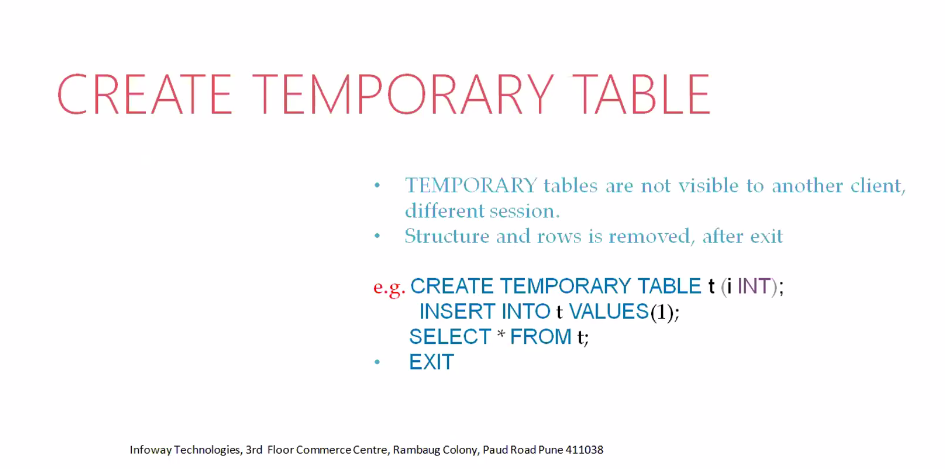 CREATE TEMPORARY TABLE
• TEMPORARY tables are not visible to another client,
different session.
• Structure and rows is removed, after exit
e.g. CREATE TEMPORARY TABLE t (i INT);
INSERT INTO t VALUES(1);
SELECT * FROM t;
• EXIT
Infoway Technologies, 3rd Floor Commerce Centre, Rambaug Colony, Paud Road Pune 411038